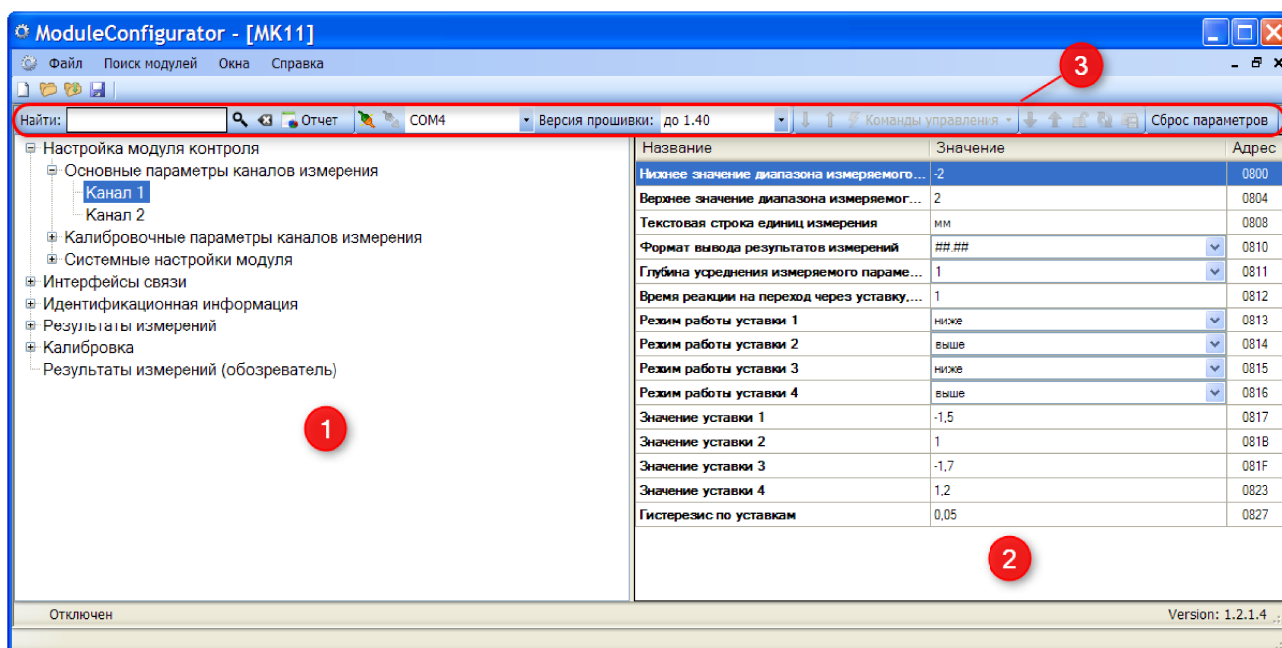 ModuleConfigurator - [MK11]
Файл Поиск модулей Окна Справка
3
Найти: Отчет COM4 Версия прошивки: до 1.40 Команды управления Сброс параметров
Настройка модуля контроля
Основные параметры каналов измерения
Канал 1
Канал 2
Калибровочные параметры каналов измерения
Системные настройки модуля
Интерфейсы связи
Идентификационная информация
Результаты измерений
Калибровка
Результаты измерений (обозреватель)
1
Название Значение Адрес
Нижнее значение диапазона измеряемого... -2 0800
Верхнее значение диапазона измеряемог... 2 0804
Текстовая строка единиц измерения мм 0808
Формат вывода результатов измерений ##.## 0810
Глубина усреднения измеряемого параме... 1 0811
Время реакции на переход через уставку,... 1 0812
Режим работы уставки 1 ниже 0813
Режим работы уставки 2 выше 0814
Режим работы уставки 3 ниже 0815
Режим работы уставки 4 выше 0816
Значение уставки 1 -1,5 0817
Значение уставки 2 1 081B
Значение уставки 3 -1,7 081F
Значение уставки 4 1,2 0823
Гистерезис по уставкам 0,05 0827
2
Отключен Version: 1.2.1.4